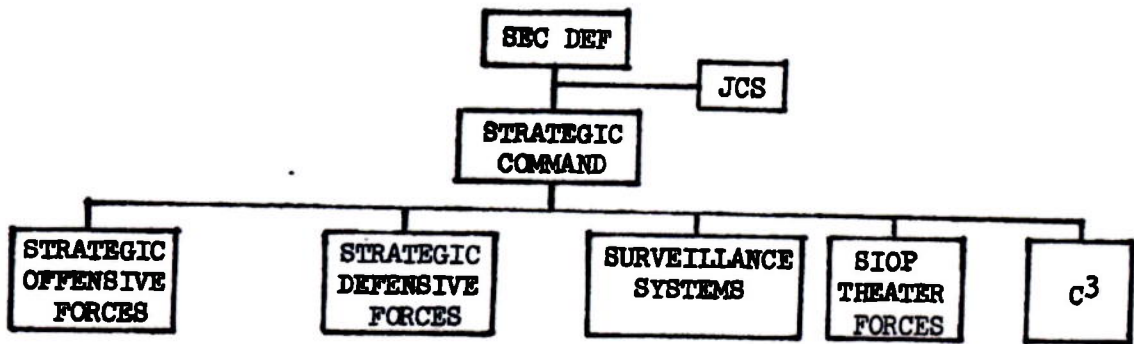 SEC DEF
JCS
STRATEGIC
COMMAND
STRATEGIC
OFFENSIVE
FORCES
STRATEGIC
DEFENSIVE
FORCES
SURVEILLANCE
SYSTEMS
SIOP
THEATER
FORCES
C³